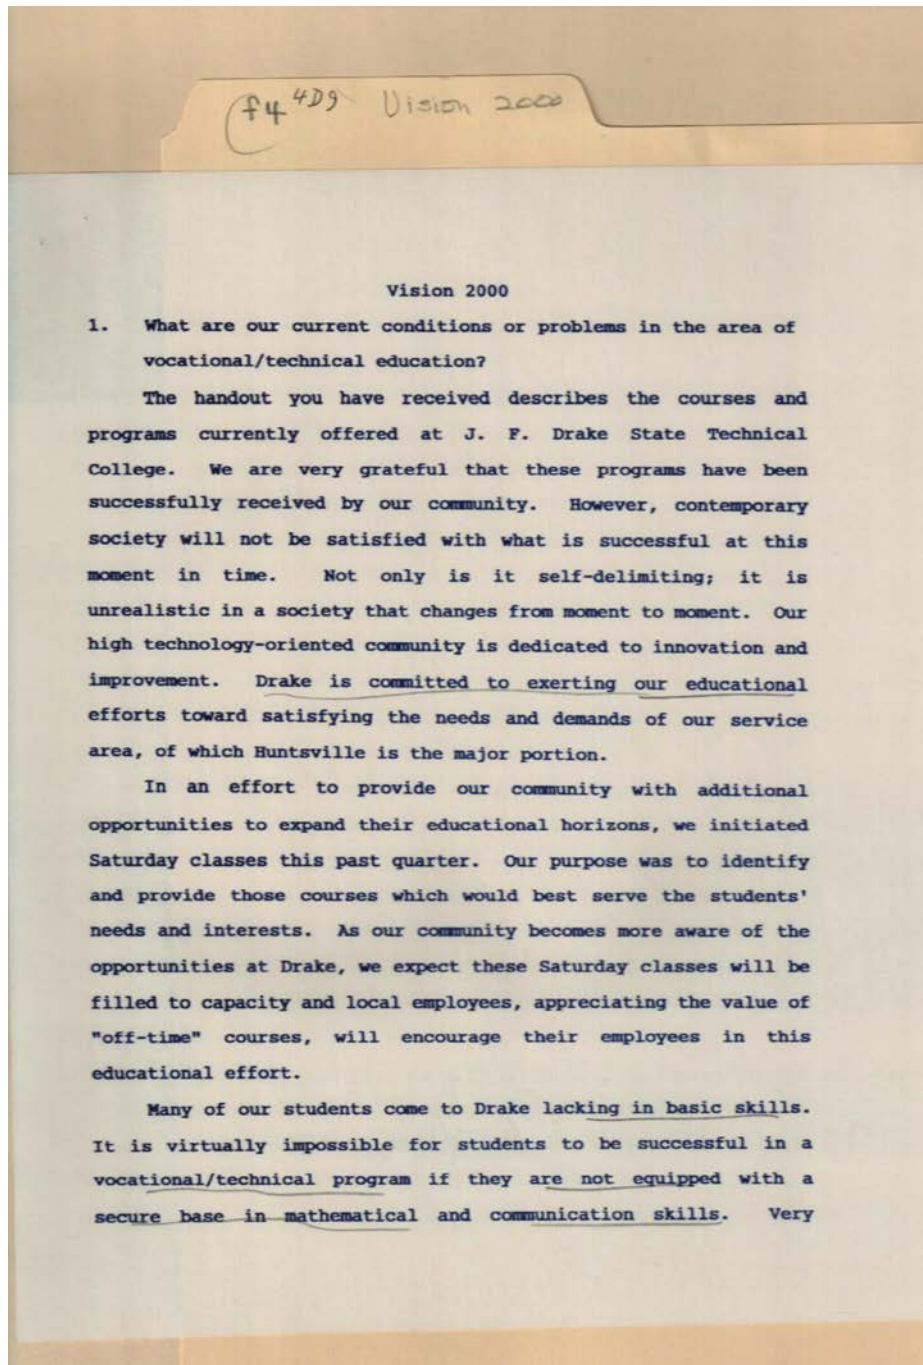 f4 4D9 Vision 2000
Vision 2000
1. What are our current conditions or problems in the area of
vocational/technical education?
The handout you have received describes the courses and
programs currently offered at J. F. Drake State Technical
College. We are very grateful that these programs have been
successfully received by our community. However, contemporary
society will not be satisfied with what is successful at this
moment in time. Not only is it self-delimiting; it is
unrealistic in a society that changes from moment to moment. Our
high technology-oriented community is dedicated to innovation and
improvement. Drake is committed to exerting our educational
efforts toward satisfying the needs and demands of our service
area, of which Huntsville is the major portion.
In an effort to provide our community with additional
opportunities to expand their educational horizons, we initiated
Saturday classes this past quarter. Our purpose was to identify
and provide those courses which would best serve the students'
needs and interests. As our community becomes more aware of the
opportunities at Drake, we expect these Saturday classes will be
filled to capacity and local employees, appreciating the value of
"off-time" courses, will encourage their employees in this
educational effort.
Many of our students come to Drake lacking in basic skills.
It is virtually impossible for students to be successful in a
vocational/technical program if they are not equipped with a
secure base in mathematical and communication skills. Very